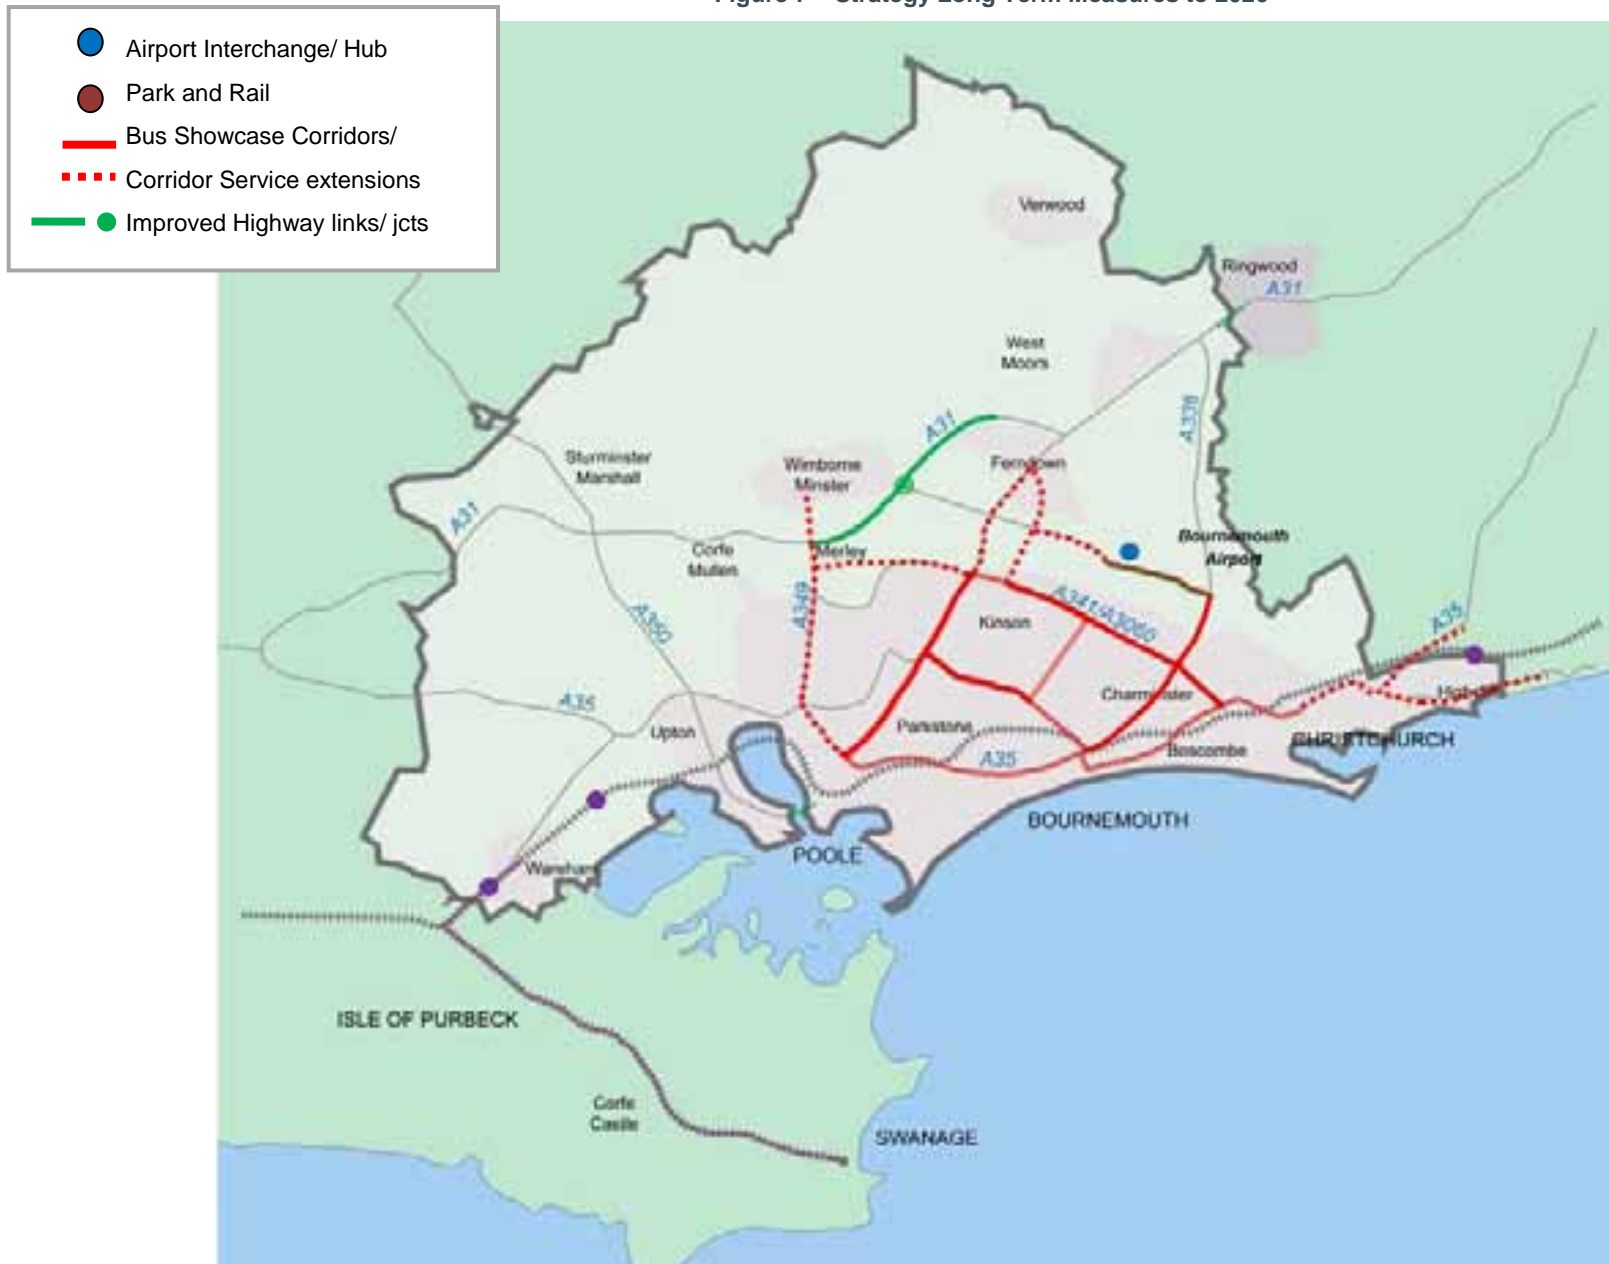 Airport Interchange/ Hub
Park and Rail
Bus Showcase Corridors/
Corridor Service extensions
Improved Highway links/ jcts
Verwood
Ringwood
A31
West
Moors
A338
A31
Sturminster
Marshall
Wimborne
Minster
Ferndown
A31
Bournemouth
Airport
Corfe
Mullen
Merley
A349
A350
Kinson
A341/A3060
A35
A35
Upton
Charminster
Parkstone
A35
Boscombe
CHRISTCHURCH
BOURNEMOUTH
POOLE
Wareham
ISLE OF PURBECK
Corfe
Castle
SWANAGE